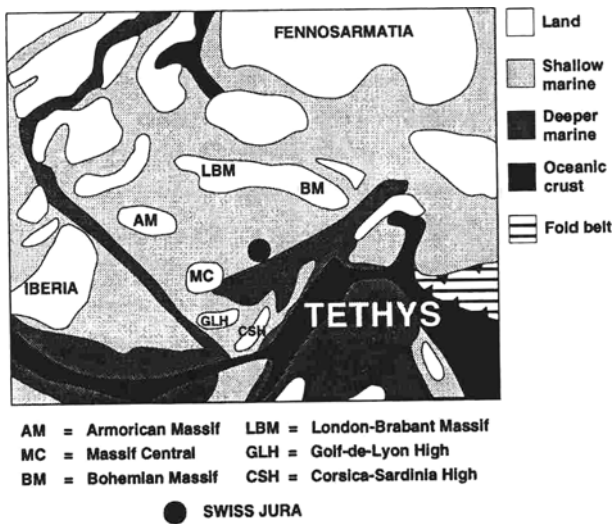 FENNOSARMATIA
LBM
BM
AM
MC
IBERIA
GLH
CSH
TETHYS
Land
Shallow
marine
Deeper
marine
Oceanic
crust
Fold belt
AM = Armorican Massif LBM = London-Brabant Massif
MC = Massif Central GLH = Golf-de-Lyon High
BM = Bohemian Massif CSH = Corsica-Sardinia High
SWISS JURA